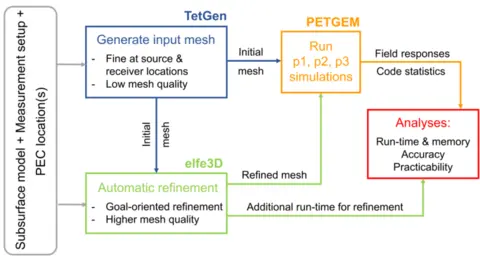 Subsurface model + Measurement setup +
PEC location(s)
TetGen
Generate input mesh
- Fine at source &
receiver locations
- Low mesh quality
Initial
mesh
PETGEM
Run
p1, p2, p3
simulations
Field responses
Code statistics
Initial
mesh
elfe3D
Automatic refinement
- Goal-oriented refinement
- Higher mesh quality
Refined mesh
Additional run-time for refinement
Analyses:
Run-time & memory
Accuracy
Practicability